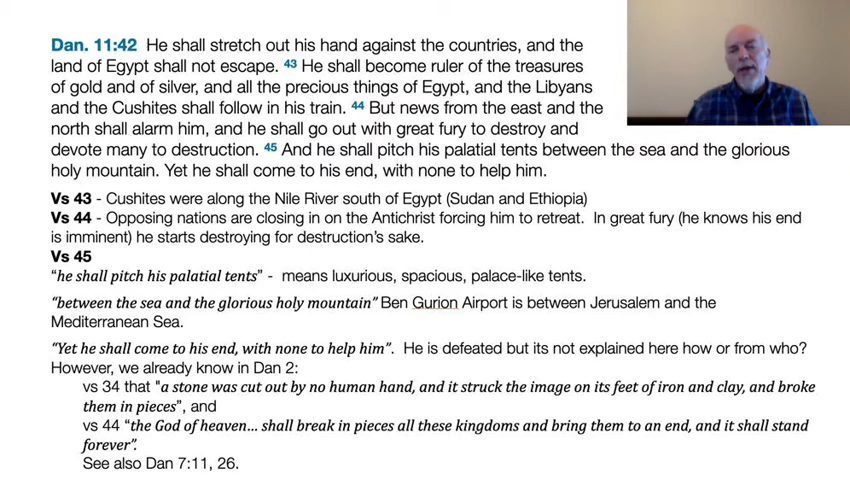 Dan. 11:42 He shall stretch out his hand against the countries, and the
land of Egypt shall not escape. 43 He shall become ruler of the treasures
of gold and of silver, and all the precious things of Egypt, and the Libyans
and the Cushites shall follow in his train. 44 But news from the east and the
north shall alarm him, and he shall go out with great fury to destroy and
devote many to destruction. 45 And he shall pitch his palatial tents between the sea and the glorious
holy mountain. Yet he shall come to his end, with none to help him.
Vs 43 - Cushites were along the Nile River south of Egypt (Sudan and Ethiopia)
Vs 44 - Opposing nations are closing in on the Antichrist forcing him to retreat. In great fury (he knows his end
is imminent) he starts destroying for destruction's sake.
Vs 45
"he shall pitch his palatial tents" - means luxurious, spacious, palace-like tents.
"between the sea and the glorious holy mountain" Ben Gurion Airport is between Jerusalem and the
Mediterranean Sea.
"Yet he shall come to his end, with none to help him". He is defeated but its not explained here how or from who?
However, we already know in Dan 2:
vs 34 that "a stone was cut out by no human hand, and it struck the image on its feet of iron and clay, and broke
them in pieces", and
vs 44 "the God of heaven... shall break in pieces all these kingdoms and bring them to an end, and it shall stand
forever".
See also Dan 7:11, 26.